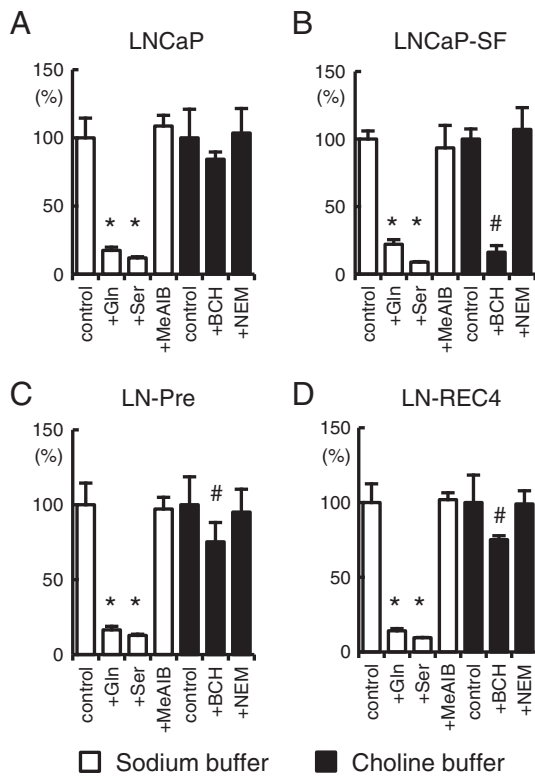 A
LNCaP
150
(%)
100
50
0
* *
control
+Gln
+Ser
+MeAIB
control
+BCH
+NEM
B
LNCaP-SF
150
(%)
100
50
0
* *
#
control
+Gln
+Ser
+MeAIB
control
+BCH
+NEM
C
LN-Pre
150
(%)
100
50
0
* *
#
control
+Gln
+Ser
+MeAIB
control
+BCH
+NEM
D
LN-REC4
150
(%)
100
50
0
* *
#
control
+Gln
+Ser
+MeAIB
control
+BCH
+NEM
Sodium buffer
Choline buffer